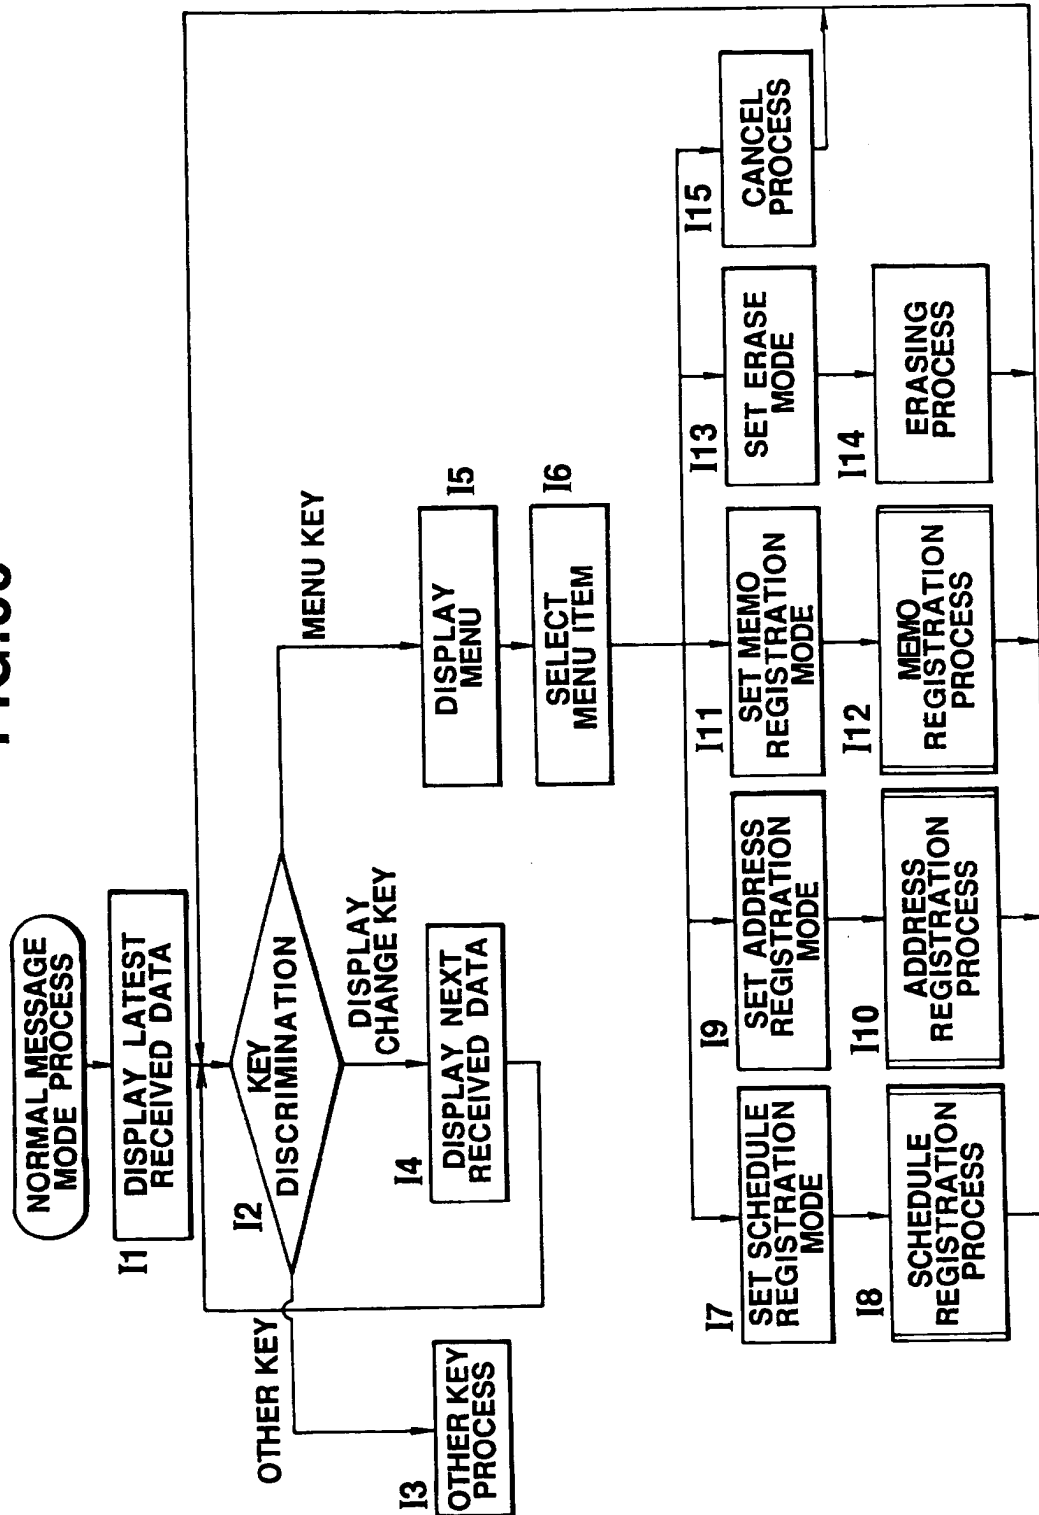 NORMAL MESSAGE
MODE PROCESS
I1
DISPLAY LATEST
RECEIVED DATA
I2
KEY
DISCRIMINATION
OTHER KEY
DISPLAY
CHANGE KEY
MENU KEY
I3
OTHER KEY
PROCESS
I4
DISPLAY NEXT
RECEIVED DATA
DISPLAY
MENU
I5
SELECT
MENU ITEM
I6
I7
SET SCHEDULE
REGISTRATION
MODE
I9
SET ADDRESS
REGISTRATION
MODE
I11
SET MEMO
REGISTRATION
MODE
I13
SET ERASE
MODE
I15
CANCEL
PROCESS
I8
SCHEDULE
REGISTRATION
PROCESS
I10
ADDRESS
REGISTRATION
PROCESS
I12
MEMO
REGISTRATION
PROCESS
I14
ERASING
PROCESS